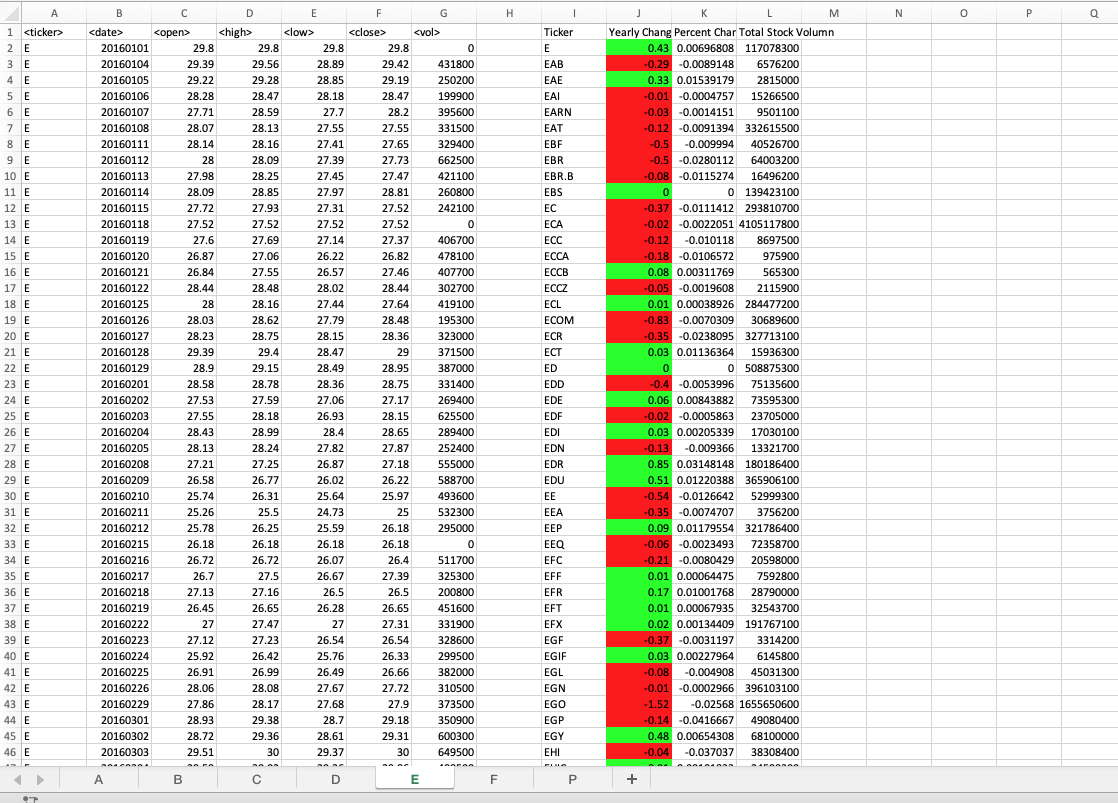 A B C D E F G H I J K L M N O P Q
1 <ticker> <date> <open> <high> <low> <close> <vol> Ticker Yearly Chang Percent Char Total Stock Volumn
2 E 20160101 29.8 29.8 29.8 29.8 0 E 0.43 0.00696808 117078300
3 E 20160104 29.39 29.56 28.89 29.42 431800 EAB -0.29 -0.0089148 6576200
4 E 20160105 29.22 29.28 28.85 29.19 250200 EAE 0.33 0.01539179 2815000
5 E 20160106 28.28 28.47 28.18 28.47 199900 EAI -0.01 -0.0004757 15266500
6 E 20160107 27.71 28.59 27.7 28.2 395600 EARN -0.03 -0.0014151 9501100
7 E 20160108 28.07 28.13 27.55 27.55 331500 EAT -0.12 -0.0091394 332615500
8 E 20160111 28.14 28.16 27.41 27.65 329400 EBF -0.5 -0.009994 40526700
9 E 20160112 28 28.09 27.39 27.73 662500 EBR -0.5 -0.0280112 64003200
10 E 20160113 27.98 28.25 27.45 27.47 421100 EBR.B -0.08 -0.0115274 16496200
11 E 20160114 28.09 28.85 27.97 28.81 260800 EBS 0 0 139423100
12 E 20160115 27.72 27.93 27.31 27.52 242100 EC -0.37 -0.0111412 293810700
13 E 20160118 27.52 27.52 27.52 27.52 0 ECA -0.02 -0.0022051 4105117800
14 E 20160119 27.6 27.69 27.14 27.37 406700 ECC -0.12 -0.010118 8697500
15 E 20160120 26.87 27.06 26.22 26.82 478100 ECCA -0.18 -0.0106572 975900
16 E 20160121 26.84 27.55 26.57 27.46 407700 ECCB 0.08 0.00311769 565300
17 E 20160122 28.44 28.48 28.02 28.44 302700 ECCZ -0.05 -0.0019608 2115900
18 E 20160125 28 28.16 27.44 27.64 419100 ECL 0.01 0.00038926 284477200
19 E 20160126 28.03 28.62 27.79 28.48 195300 ECOM -0.83 -0.0070309 30689600
20 E 20160127 28.23 28.75 28.15 28.36 323000 ECR -0.35 -0.0238095 327713100
21 E 20160128 29.39 29.4 28.47 29 371500 ECT 0.03 0.01136364 15936300
22 E 20160129 28.9 29.15 28.49 28.95 387000 ED 0 0 508875300
23 E 20160201 28.58 28.78 28.36 28.75 331400 EDD -0.4 -0.0053996 75135600
24 E 20160202 27.53 27.59 27.06 27.17 269400 EDE 0.06 0.00843882 73595300
25 E 20160203 27.55 28.18 26.93 28.15 625500 EDF -0.02 -0.0005863 23705000
26 E 20160204 28.43 28.99 28.4 28.65 289400 EDI 0.03 0.00205339 17030100
27 E 20160205 28.13 28.24 27.82 27.87 252400 EDN -0.13 -0.009366 13321700
28 E 20160208 27.21 27.25 26.87 27.18 555000 EDR 0.85 0.03148148 180186400
29 E 20160209 26.58 26.77 26.02 26.22 588700 EDU 0.51 0.01220388 365906100
30 E 20160210 25.74 26.31 25.64 25.97 493600 EE -0.54 -0.0126642 52999300
31 E 20160211 25.26 25.5 24.73 25 532300 EEA -0.35 -0.0074707 3756200
32 E 20160212 25.78 26.25 25.59 26.18 295000 EEP 0.09 0.01179554 321786400
33 E 20160215 26.18 26.18 26.18 26.18 0 EEQ -0.06 -0.0023493 72358700
34 E 20160216 26.72 26.72 26.07 26.4 511700 EFC -0.21 -0.0080429 20598000
35 E 20160217 26.7 27.5 26.67 27.39 325300 EFF 0.01 0.00064475 7592800
36 E 20160218 27.13 27.16 26.5 26.5 200800 EFR 0.17 0.01001768 28790000
37 E 20160219 26.45 26.65 26.28 26.65 451600 EFT 0.01 0.00067935 32543700
38 E 20160222 27 27.47 27 27.31 331900 EFX 0.02 0.00134409 191767100
39 E 20160223 27.12 27.23 26.54 26.54 328600 EGF -0.37 -0.0031197 3314200
40 E 20160224 25.92 26.42 25.76 26.33 299500 EGIF 0.03 0.00227964 6145800
41 E 20160225 26.91 26.99 26.49 26.66 382000 EGL -0.08 -0.004908 45031300
42 E 20160226 28.06 28.08 27.67 27.72 310500 EGN -0.01 -0.0002966 396103100
43 E 20160229 27.86 28.17 27.68 27.9 373500 EGO -1.52 -0.02568 1655650600
44 E 20160301 28.93 29.38 28.7 29.18 350900 EGP -0.14 -0.0416667 49080400
45 E 20160302 28.72 29.36 28.61 29.31 600300 EGY 0.48 0.00654308 68100000
46 E 20160303 29.51 30 29.37 30 649500 EHI -0.04 -0.037037 38308400
A B C D E F P +